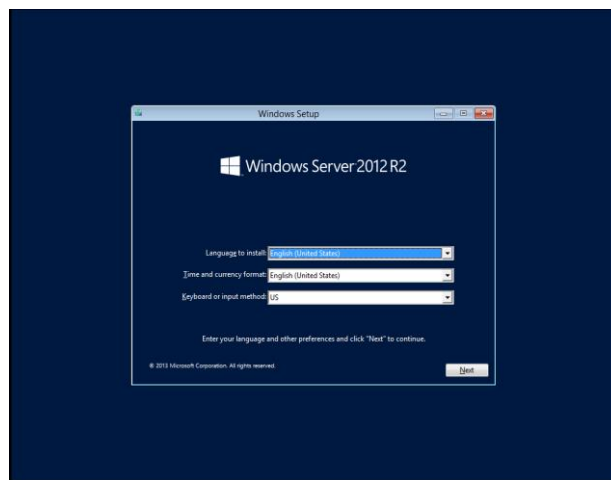 Windows Setup
Windows Server 2012 R2
Language to install: English (United States)
Time and currency format: English (United States)
Keyboard or input method: US
Enter your language and other preferences and click "Next" to continue.
© 2013 Microsoft Corporation. All rights reserved.
Next